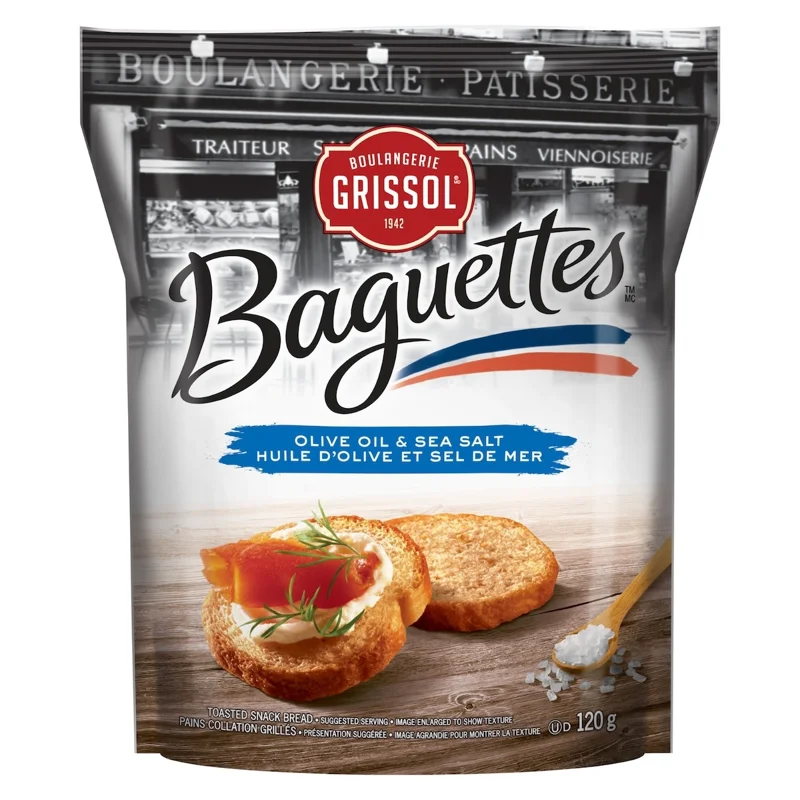 BOULANGERIE · PATISSERIE
TRAITEUR
PAINS VIENNOISERIE
BOULANGERIE
GRISSOL
® MD
1942
Baguettes
TM
MC
OLIVE OIL & SEA SALT
HUILE D'OLIVE ET SEL DE MER
TOASTED SNACK BREAD • SUGGESTED SERVING • IMAGE ENLARGED TO SHOW TEXTURE
PAINS COLLATION GRILLÉS • PRÉSENTATION SUGGÉRÉE • IMAGE AGRANDIE POUR MONTRER LA TEXTURE
U D 120 g